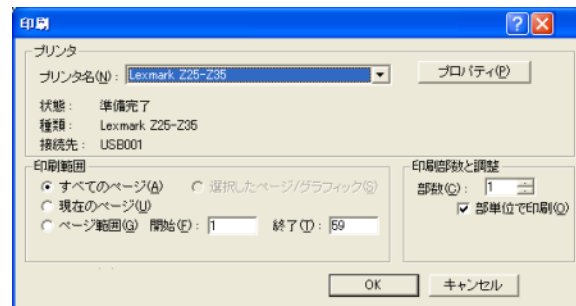 印刷
プリンタ
プリンタ名(N): Lexmark Z25-Z35
プロパティ(P)
状態: 準備完了
種類: Lexmark Z25-Z35
接続先: USB001
印刷範囲
すべてのページ(A) 選択したページ/グラフィック(S)
現在のページ(U)
ページ範囲(G) 開始(F): 1 終了(T): 59
印刷部数と調整
部数(C): 1
部単位で印刷(O)
OK キャンセル